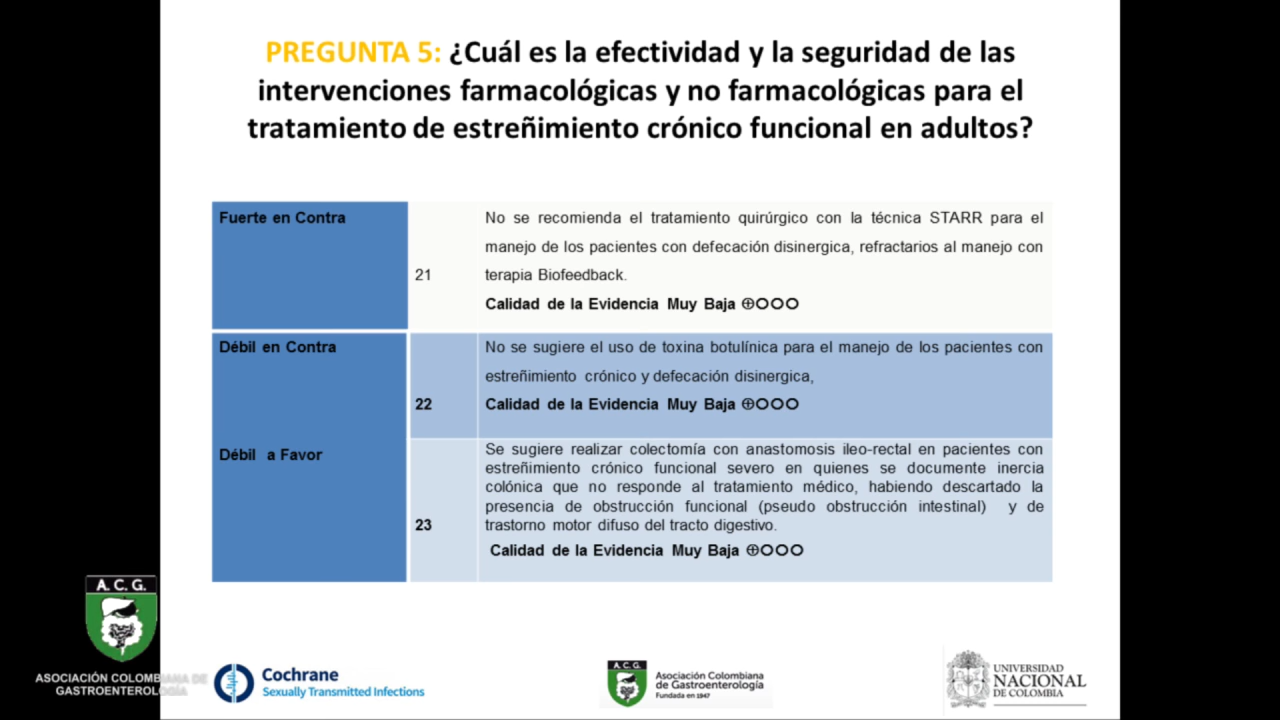 PREGUNTA 5: ¿Cuál es la efectividad y la seguridad de las
intervenciones farmacológicas y no farmacológicas para el
tratamiento de estreñimiento crónico funcional en adultos?
Fuerte en Contra
21
No se recomienda el tratamiento quirúrgico con la técnica STARR para el
manejo de los pacientes con defecación disinergica, refractarios al manejo con
terapia Biofeedback.
Calidad de la Evidencia Muy Baja ⊕OOO
Débil en Contra
22
No se sugiere el uso de toxina botulínica para el manejo de los pacientes con
estreñimiento crónico y defecación disinergica,
Calidad de la Evidencia Muy Baja ⊕OOO
Débil a Favor
23
Se sugiere realizar colectomía con anastomosis ileo-rectal en pacientes con
estreñimiento crónico funcional severo en quienes se documente inercia
colónica que no responde al tratamiento médico, habiendo descartado la
presencia de obstrucción funcional (pseudo obstrucción intestinal) y de
trastorno motor difuso del tracto digestivo.
Calidad de la Evidencia Muy Baja ⊕OOO
A. C. G.
ASOCIACIÓN COLOMBIANA DE
GASTROENTEROLOGÍA
Cochrane
Sexually Transmitted Infections
A. C. G.
Asociación Colombiana
de Gastroenterología
Fundada en 1947
UNIVERSIDAD
NACIONAL
DE COLOMBIA